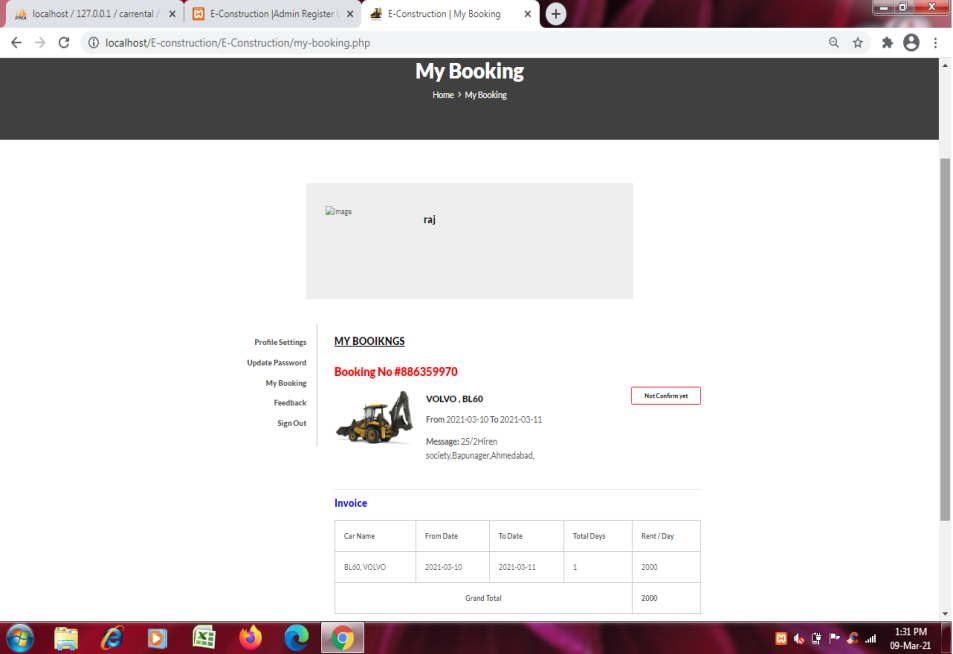 localhost / 127.0.0.1 / carrental /
E-Construction |Admin Register U
E-Construction | My Booking
localhost/E-construction/E-Construction/my-booking.php
My Booking
Home > My Booking
image
raj
Profile Settings
Update Password
My Booking
Feedback
Sign Out
MY BOOIKNGS
Booking No #886359970
VOLVO , BL60
Not Confirm yet
From 2021-03-10 To 2021-03-11
Message: 25/2Hiren
society,Bapunager,Ahmedabad,
Invoice
Car Name From Date To Date Total Days Rent / Day
BL60, VOLVO 2021-03-10 2021-03-11 1 2000
Grand Total 2000
1:31 PM
09-Mar-21